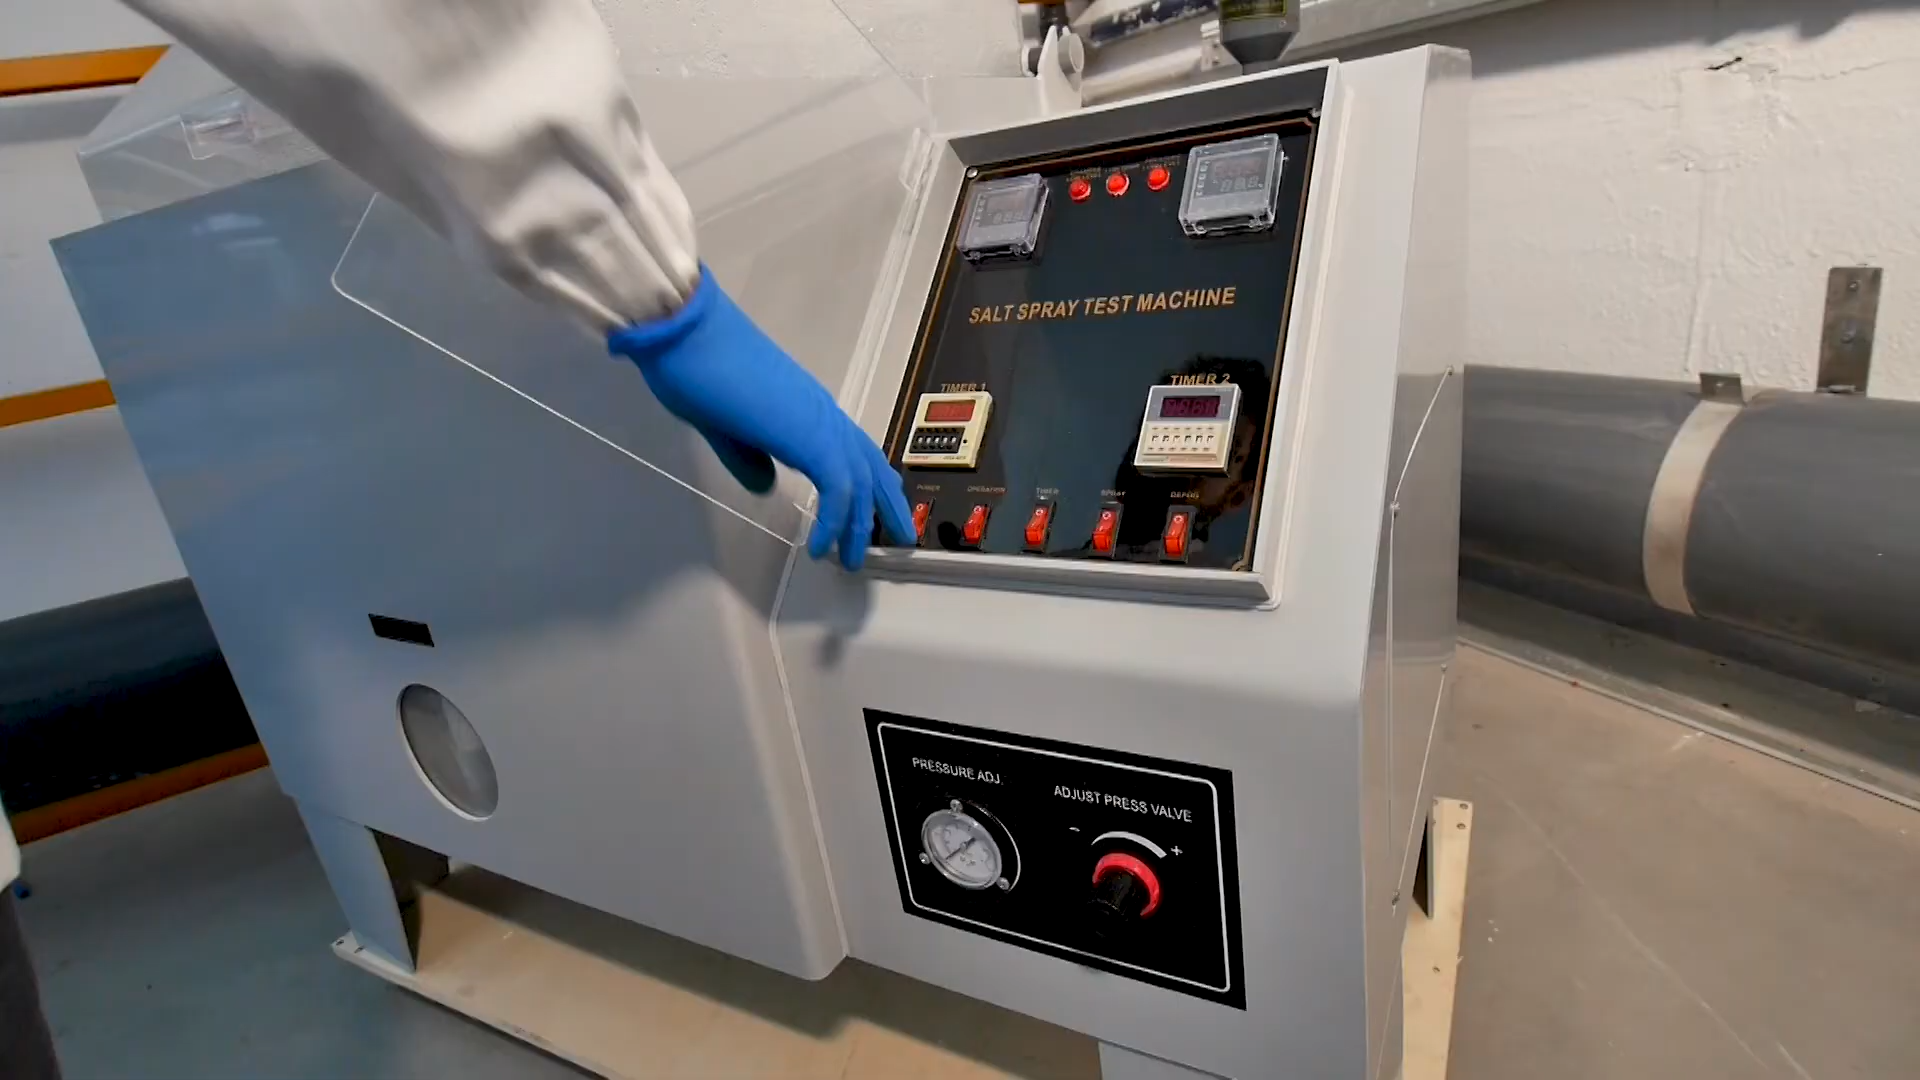 SALT SPRAY TEST MACHINE
TIMER 1
TIMER 2
POWER
OPERATION
TIMER
SPRAY
DEFOG
PRESSURE ADJ.
ADJUST PRESS VALVE
- +